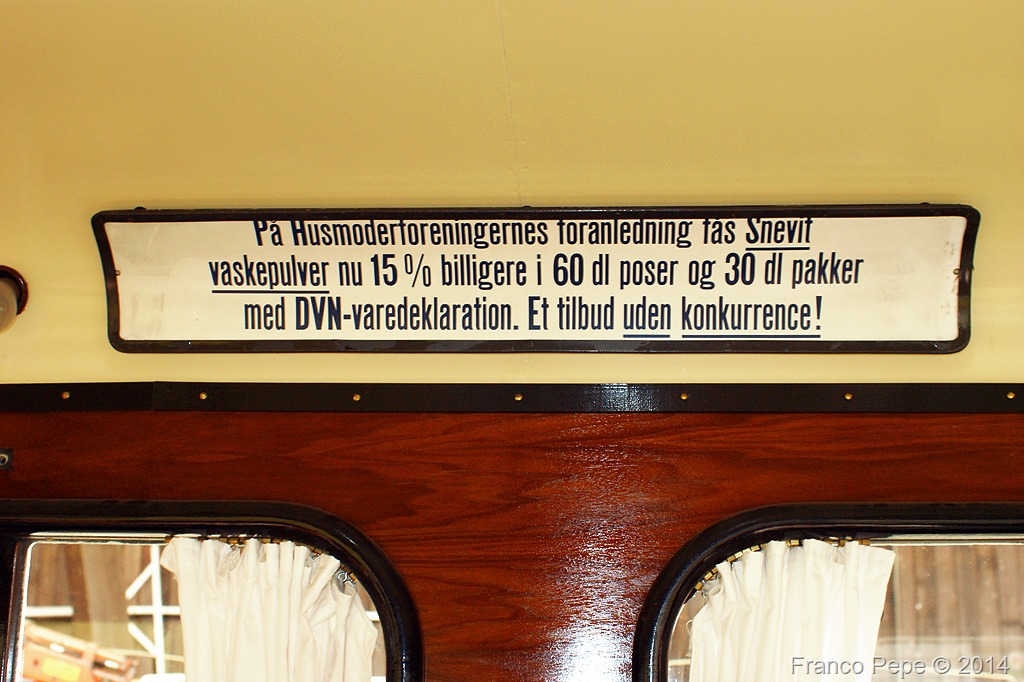 På Husmoderforeningernes foranledning fås Snevit
vaskepulver nu 15 % billigere i 60 dl poser og 30 dl pakker
med DVN-varedeklaration. Et tilbud uden konkurrence!
Franco Pepe © 2014